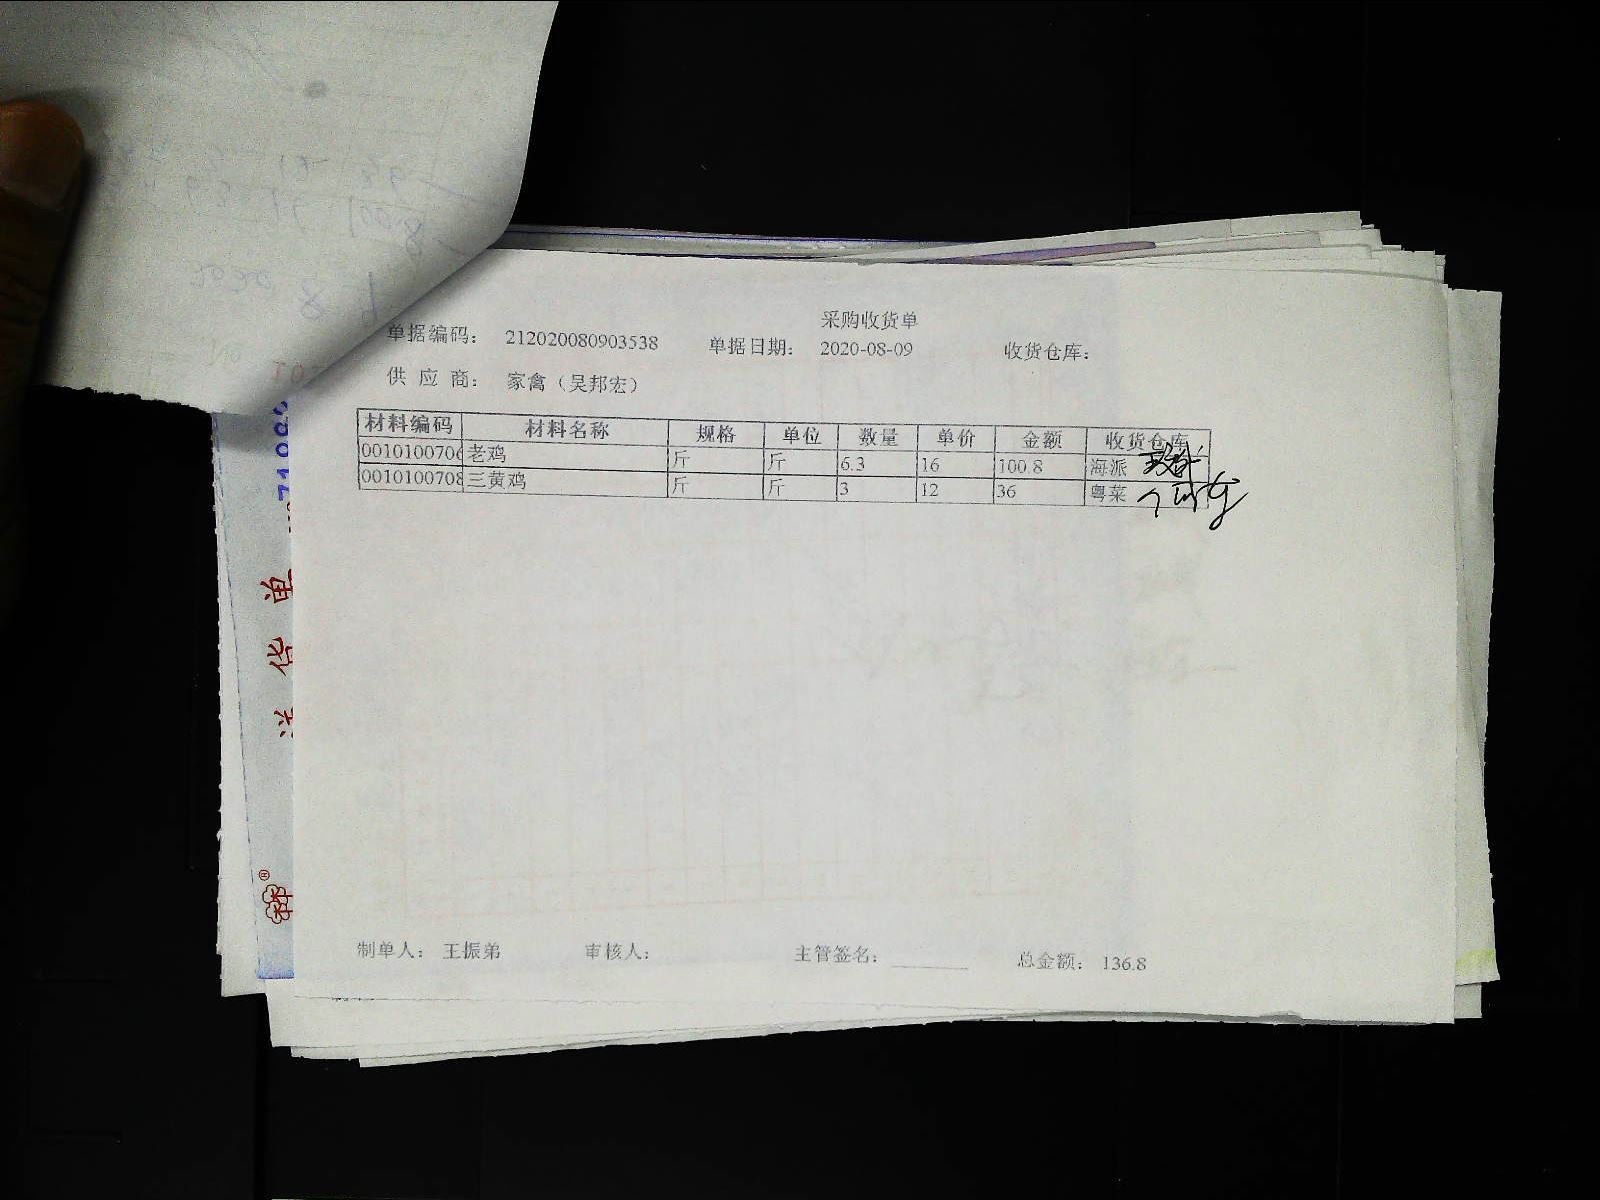 采购收货单
单据编码： 212020080903538 单据日期： 2020-08-09 收货仓库：
供 应 商： 家禽（吴邦宏）
材料编码 材料名称 规格 单位 数量 单价 金额 收货仓库
0010100706 老鸡 斤 斤 6.3 16 100.8 海派
0010100708 三黄鸡 斤 斤 3 12 36 粤菜
制单人： 王振弟 审核人： 主管签名： 总金额： 136.8
送 货 单